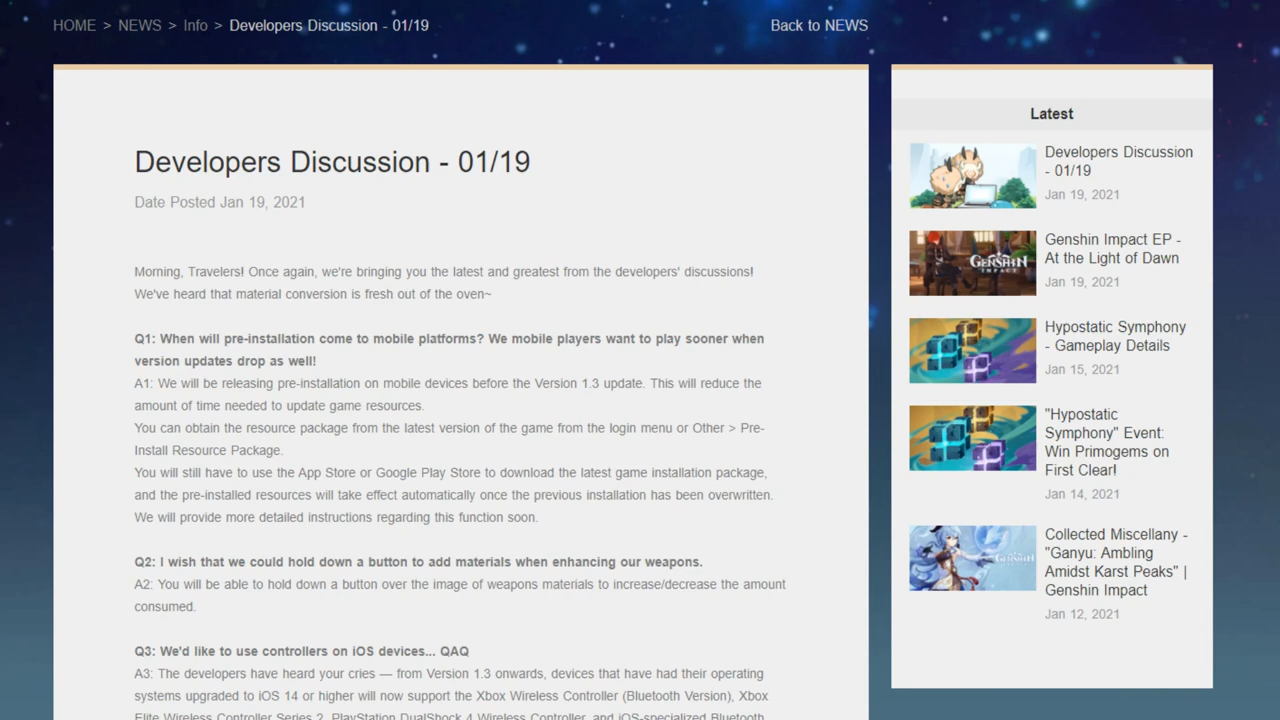 HOME > NEWS > Info > Developers Discussion - 01/19
Back to NEWS
Developers Discussion - 01/19
Date Posted Jan 19, 2021
Morning, Travelers! Once again, we're bringing you the latest and greatest from the developers' discussions!
We've heard that material conversion is fresh out of the oven~
Q1: When will pre-installation come to mobile platforms? We mobile players want to play sooner when
version updates drop as well!
A1: We will be releasing pre-installation on mobile devices before the Version 1.3 update. This will reduce the
amount of time needed to update game resources.
You can obtain the resource package from the latest version of the game from the login menu or Other > Pre-
Install Resource Package.
You will still have to use the App Store or Google Play Store to download the latest game installation package,
and the pre-installed resources will take effect automatically once the previous installation has been overwritten.
We will provide more detailed instructions regarding this function soon.
Q2: I wish that we could hold down a button to add materials when enhancing our weapons.
A2: You will be able to hold down a button over the image of weapons materials to increase/decrease the amount
consumed.
Q3: We'd like to use controllers on iOS devices... QAQ
A3: The developers have heard your cries — from Version 1.3 onwards, devices that have had their operating
systems upgraded to iOS 14 or higher will now support the Xbox Wireless Controller (Bluetooth Version), Xbox
Elite Wireless Controller Series 2, PlayStation DualShock 4 Wireless Controller, and iOS-specialized Bluetooth
Latest
Developers Discussion
- 01/19
Jan 19, 2021
GENSHIN
IMPACT
Genshin Impact EP -
At the Light of Dawn
Jan 19, 2021
Hypostatic Symphony
- Gameplay Details
Jan 15, 2021
"Hypostatic
Symphony" Event:
Win Primogems on
First Clear!
Jan 14, 2021
GENSHIN
Collected Miscellany -
"Ganyu: Ambling
Amidst Karst Peaks" |
Genshin Impact
Jan 12, 2021